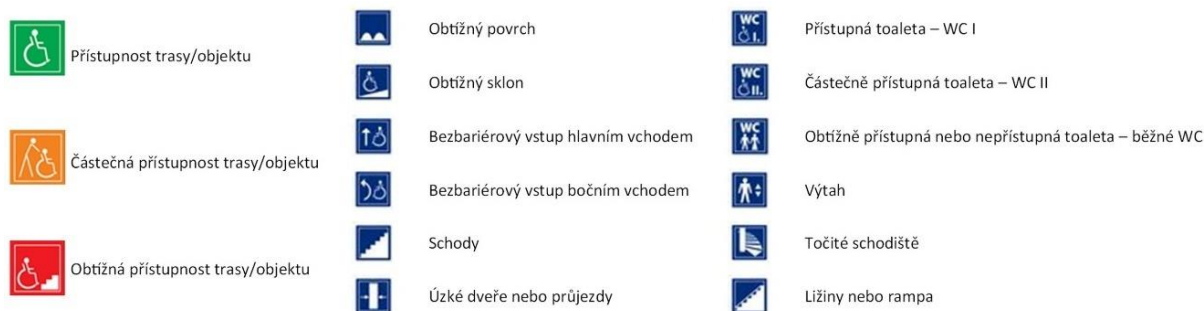 Přístupnost trasy/objektu
Částečná přístupnost trasy/objektu
Obtížná přístupnost trasy/objektu
Obtížný povrch
Obtížný sklon
Bezbariérový vstup hlavním vchodem
Bezbariérový vstup bočním vchodem
Schody
Úzké dveře nebo průjezdy
WC
I.
Přístupná toaleta – WC I
WC
II.
Částečně přístupná toaleta – WC II
WC
Obtížně přístupná nebo nepřístupná toaleta – běžné WC
Výtah
Točité schodiště
Ližiny nebo rampa